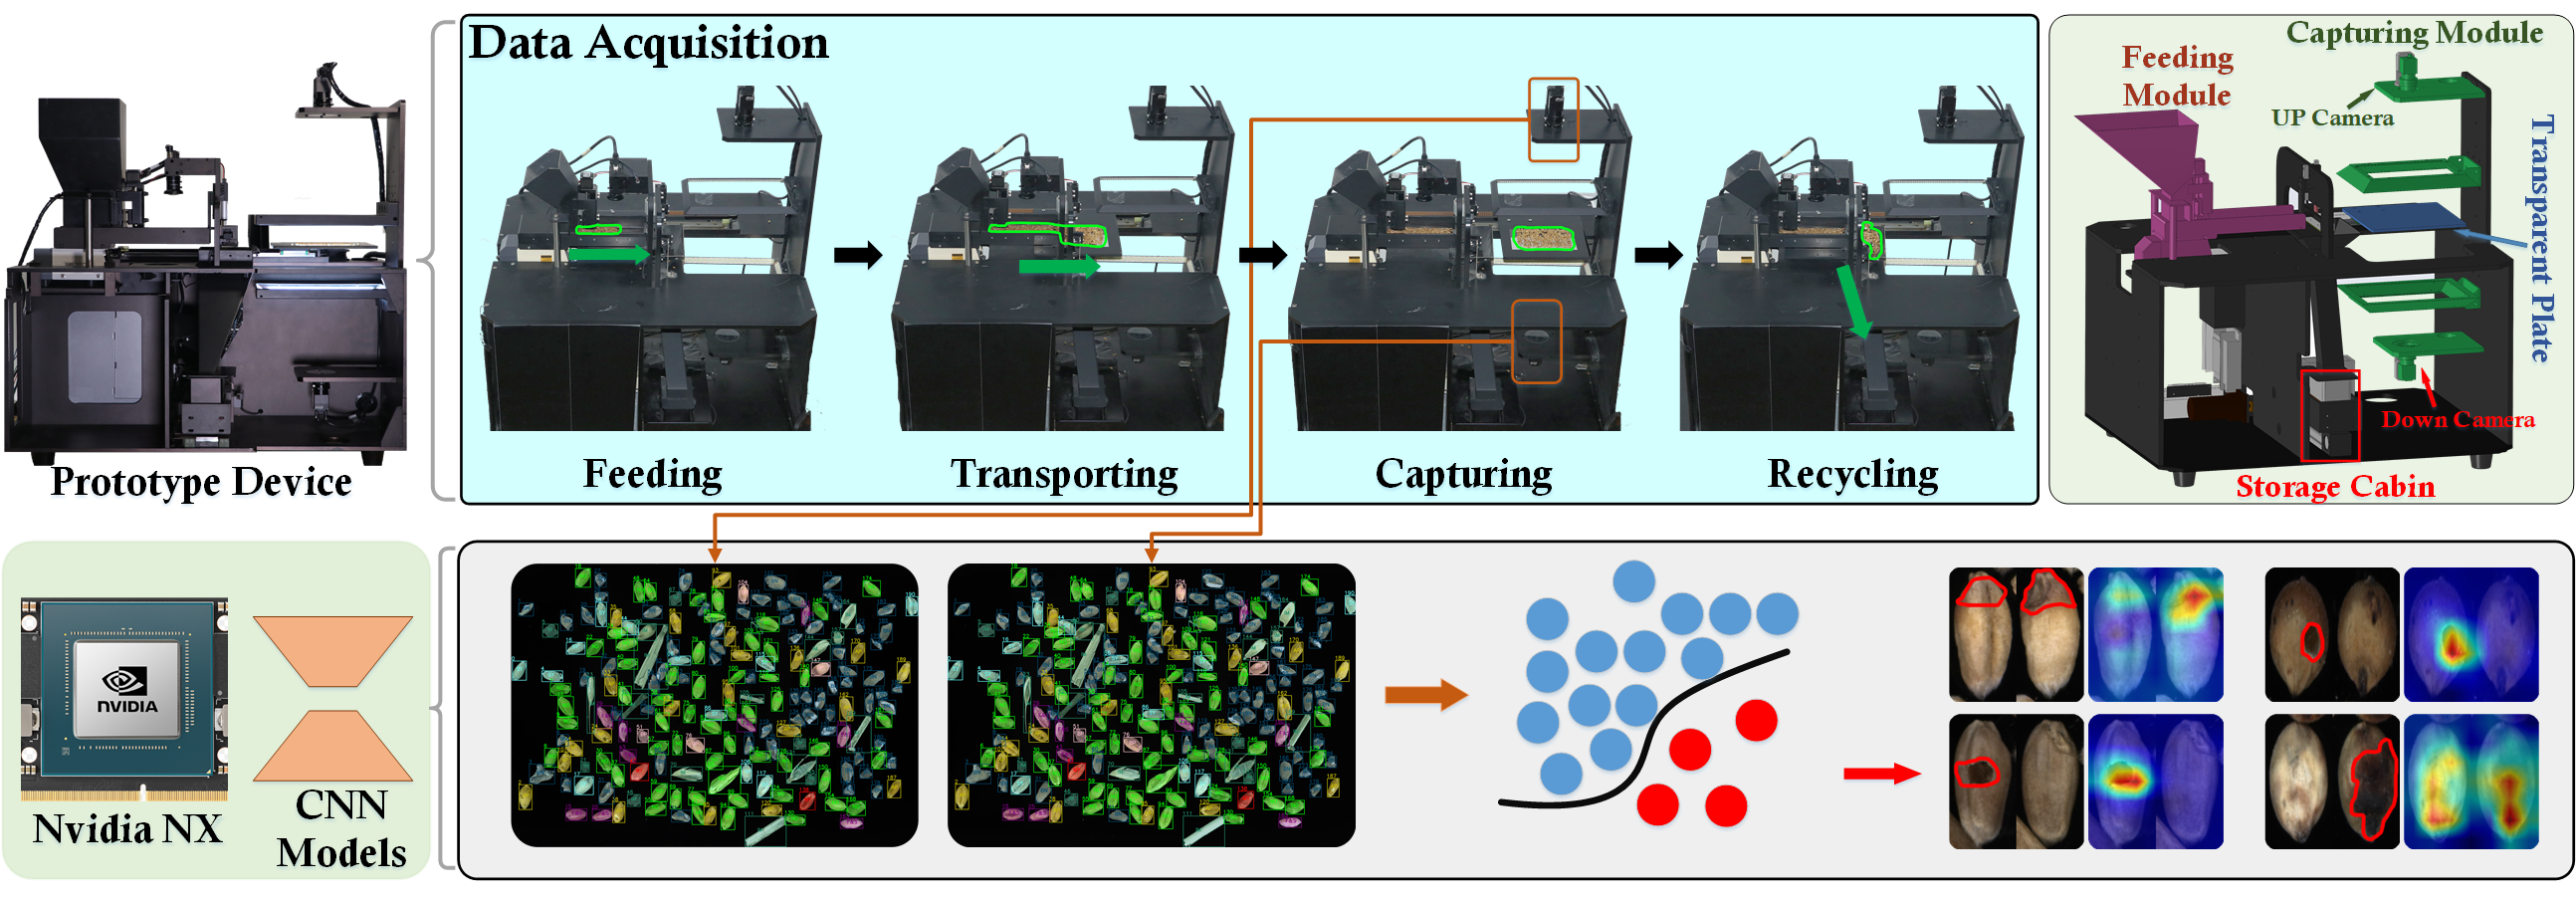 Data Acquisition
Prototype Device
Feeding
Transporting
Capturing
Recycling
Capturing Module
Feeding
Module
UP Camera
Transparent Plate
Down Camera
Storage Cabin
NVIDIA
Nvidia NX
CNN
Models